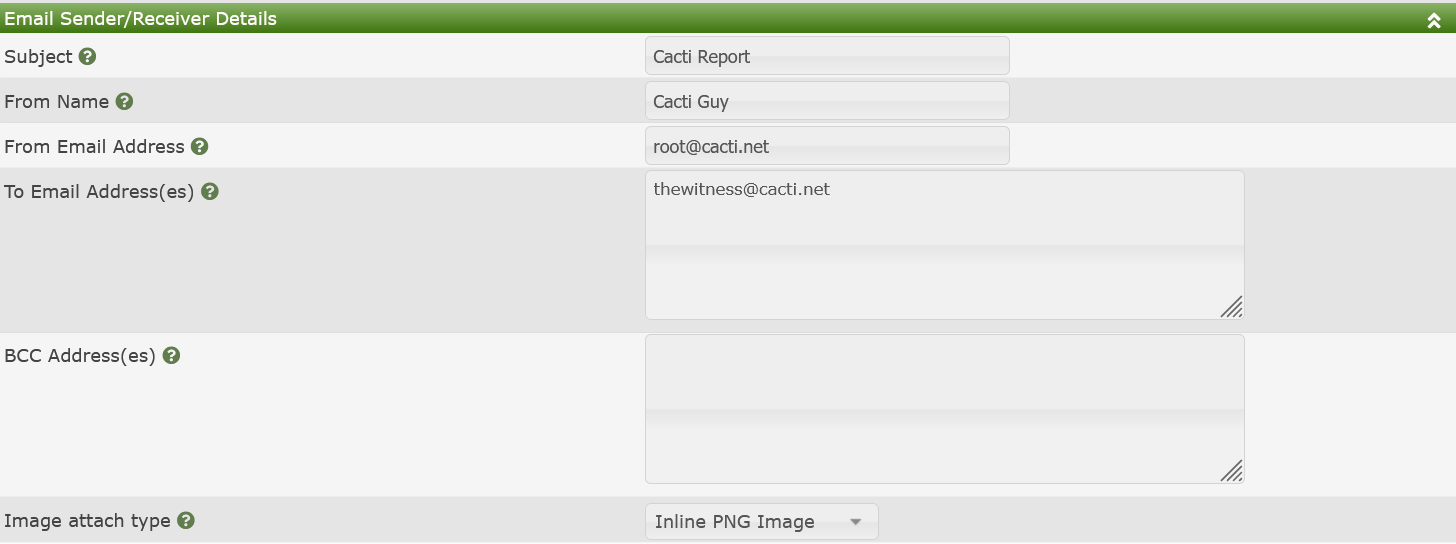 Email Sender/Receiver Details
Subject
Cacti Report
From Name
Cacti Guy
From Email Address
root@cacti.net
To Email Address(es)
thewitness@cacti.net
BCC Address(es)
Image attach type
Inline PNG Image